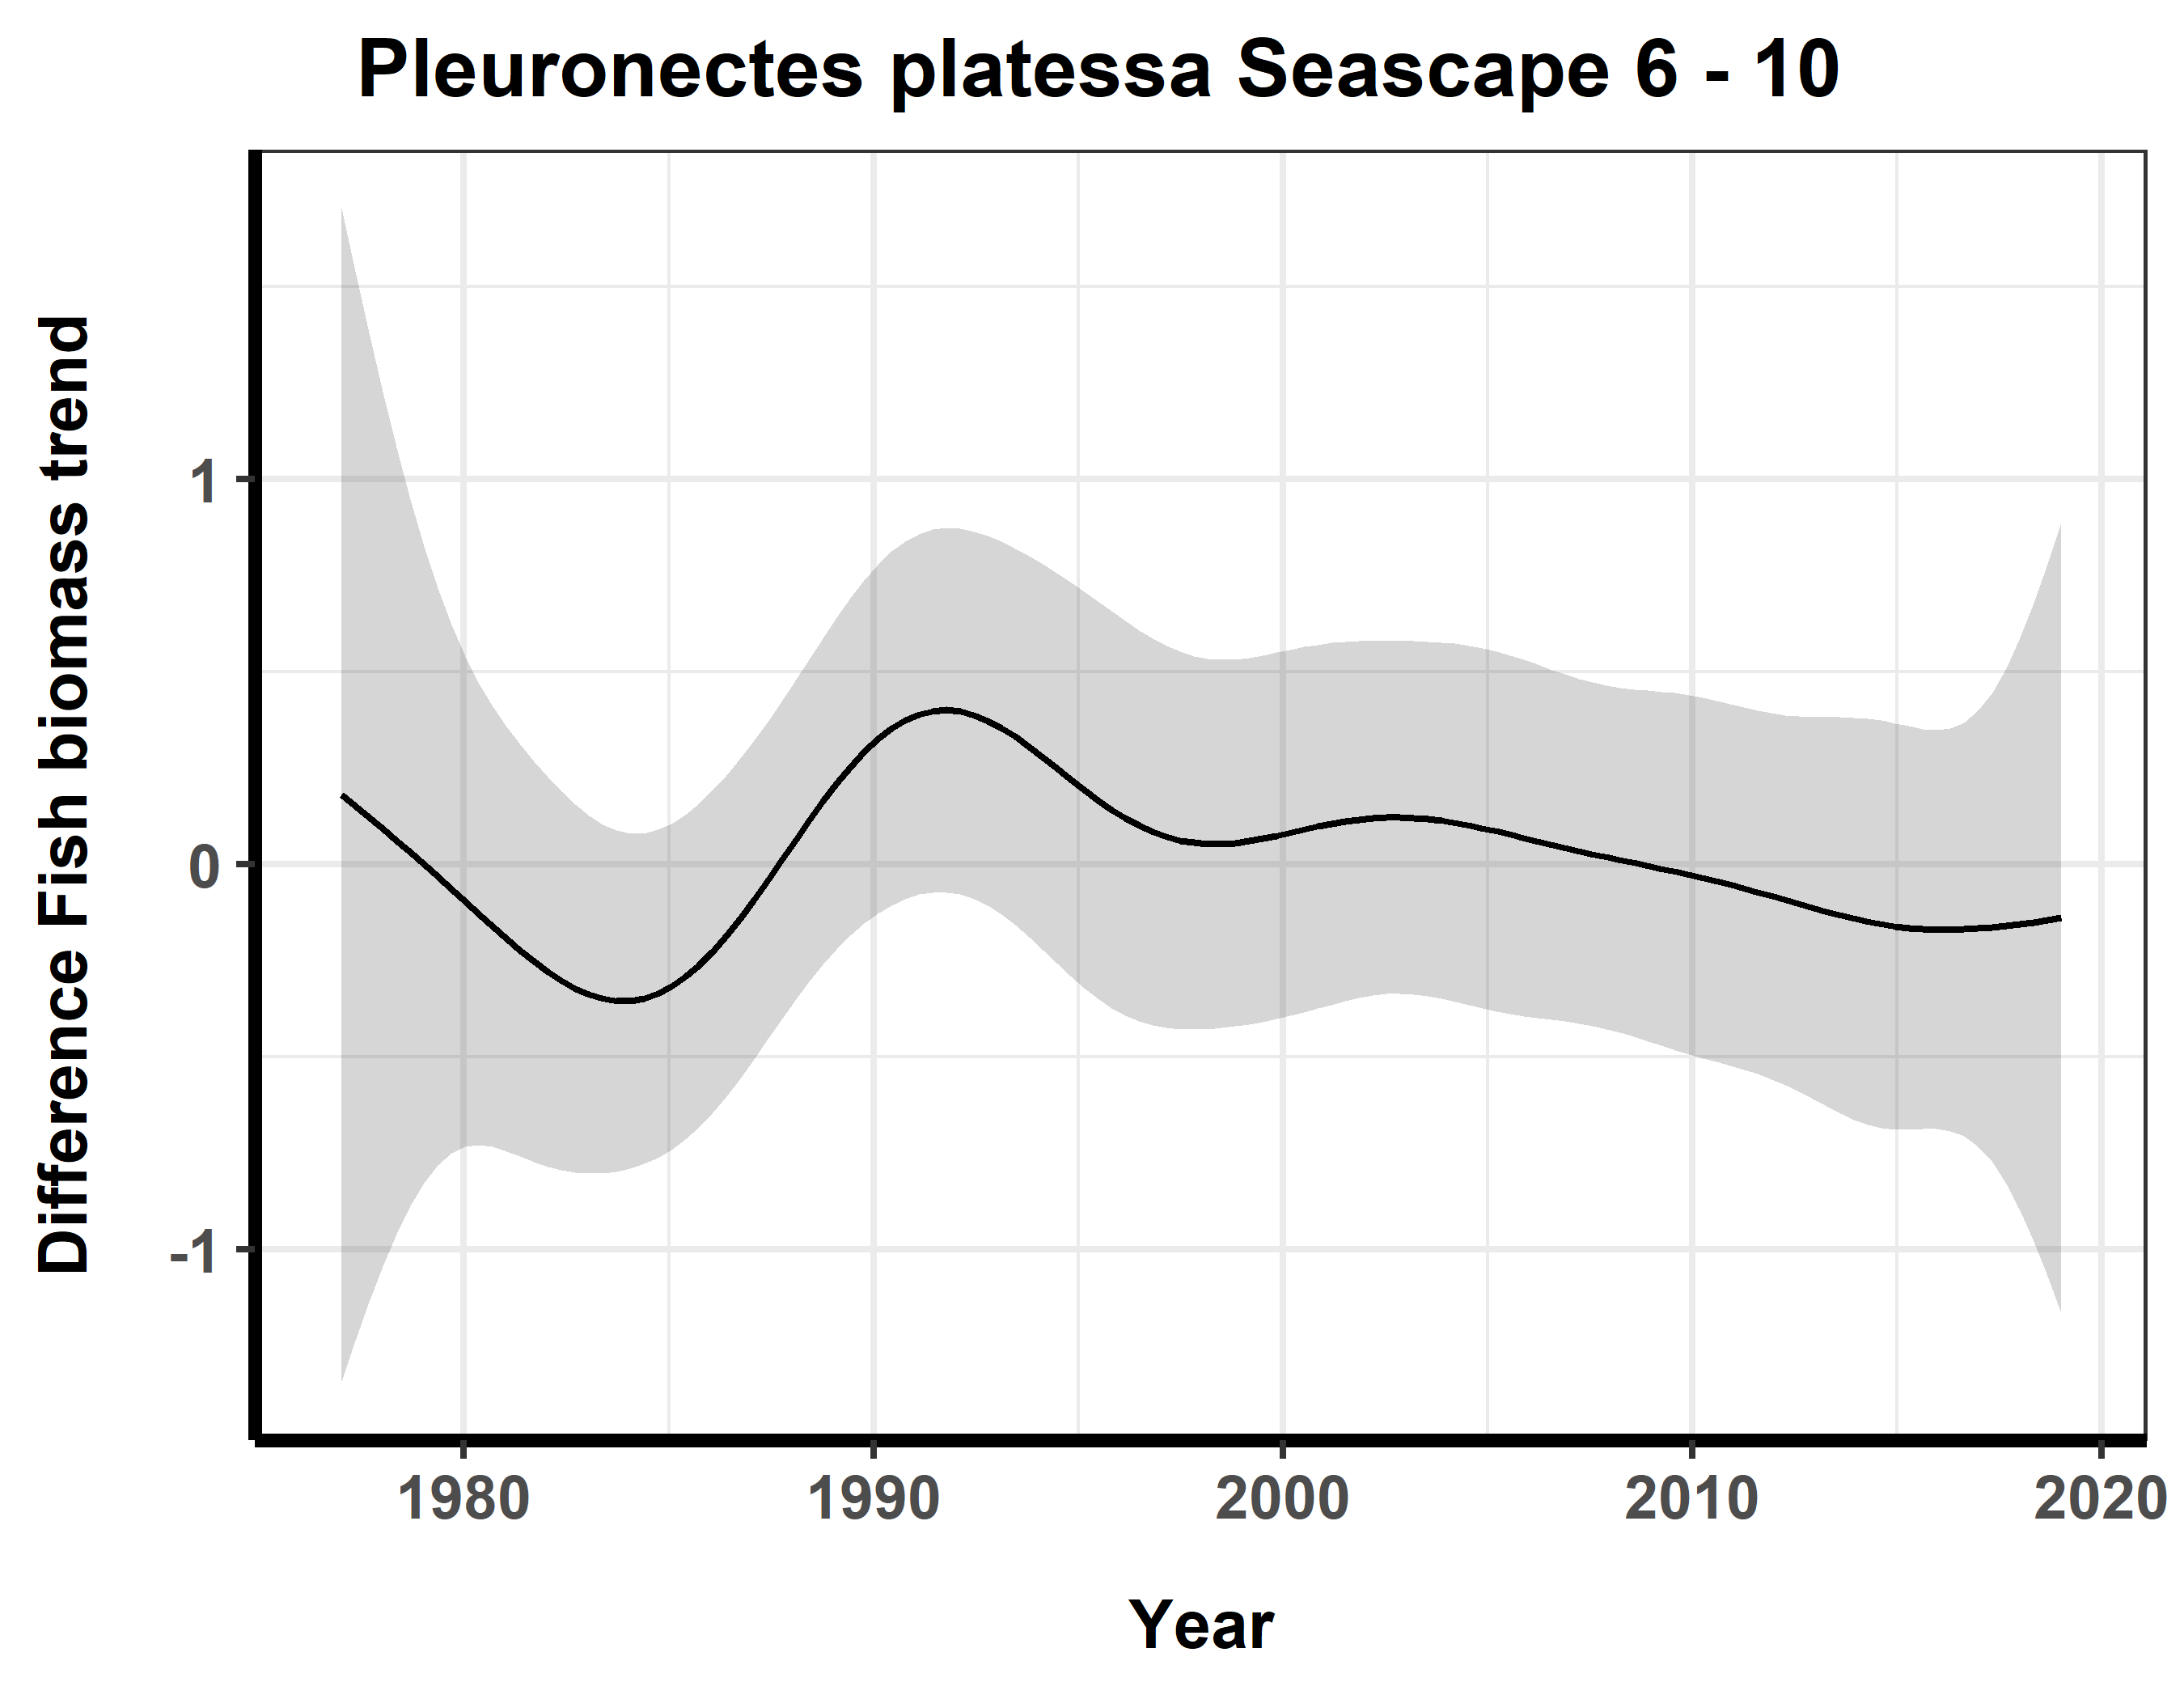 Pleuronectes platessa Seascape 6 - 10
Difference Fish biomass trend
1
0
-1
1980 1990 2000 2010 2020
Year